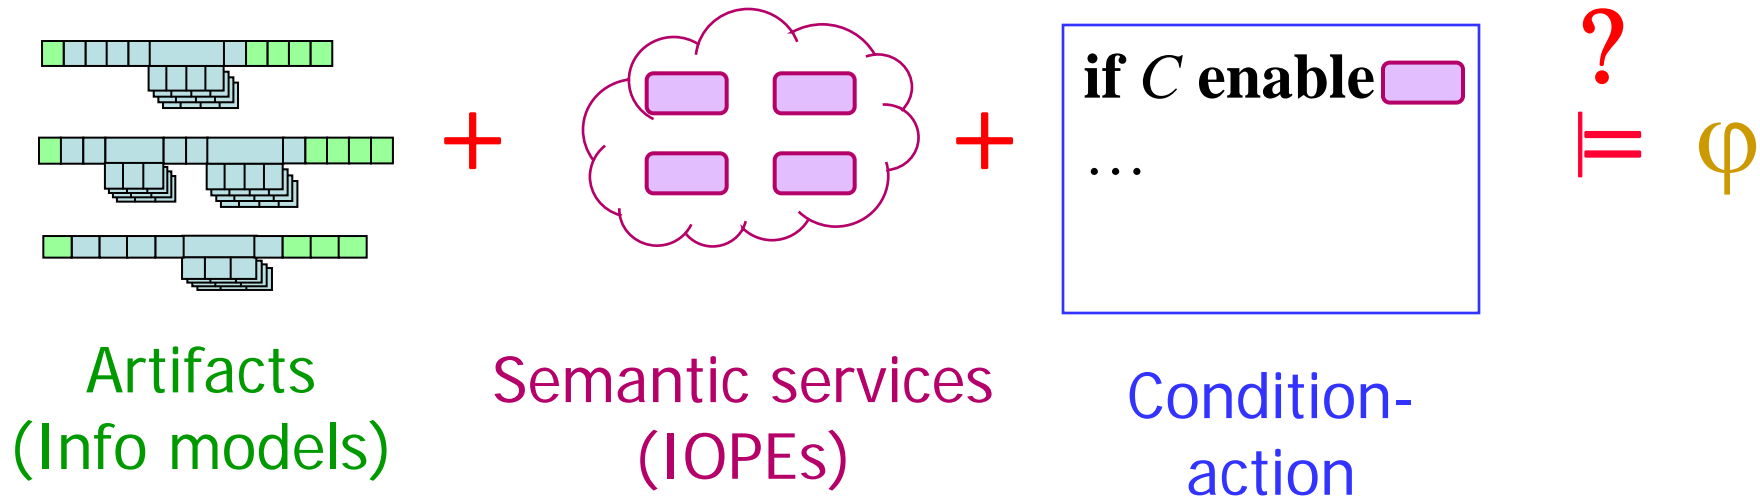 +
+
if C enable
…
?
⊨ φ
Artifacts
(Info models)
Semantic services
(IOPEs)
Condition-
action